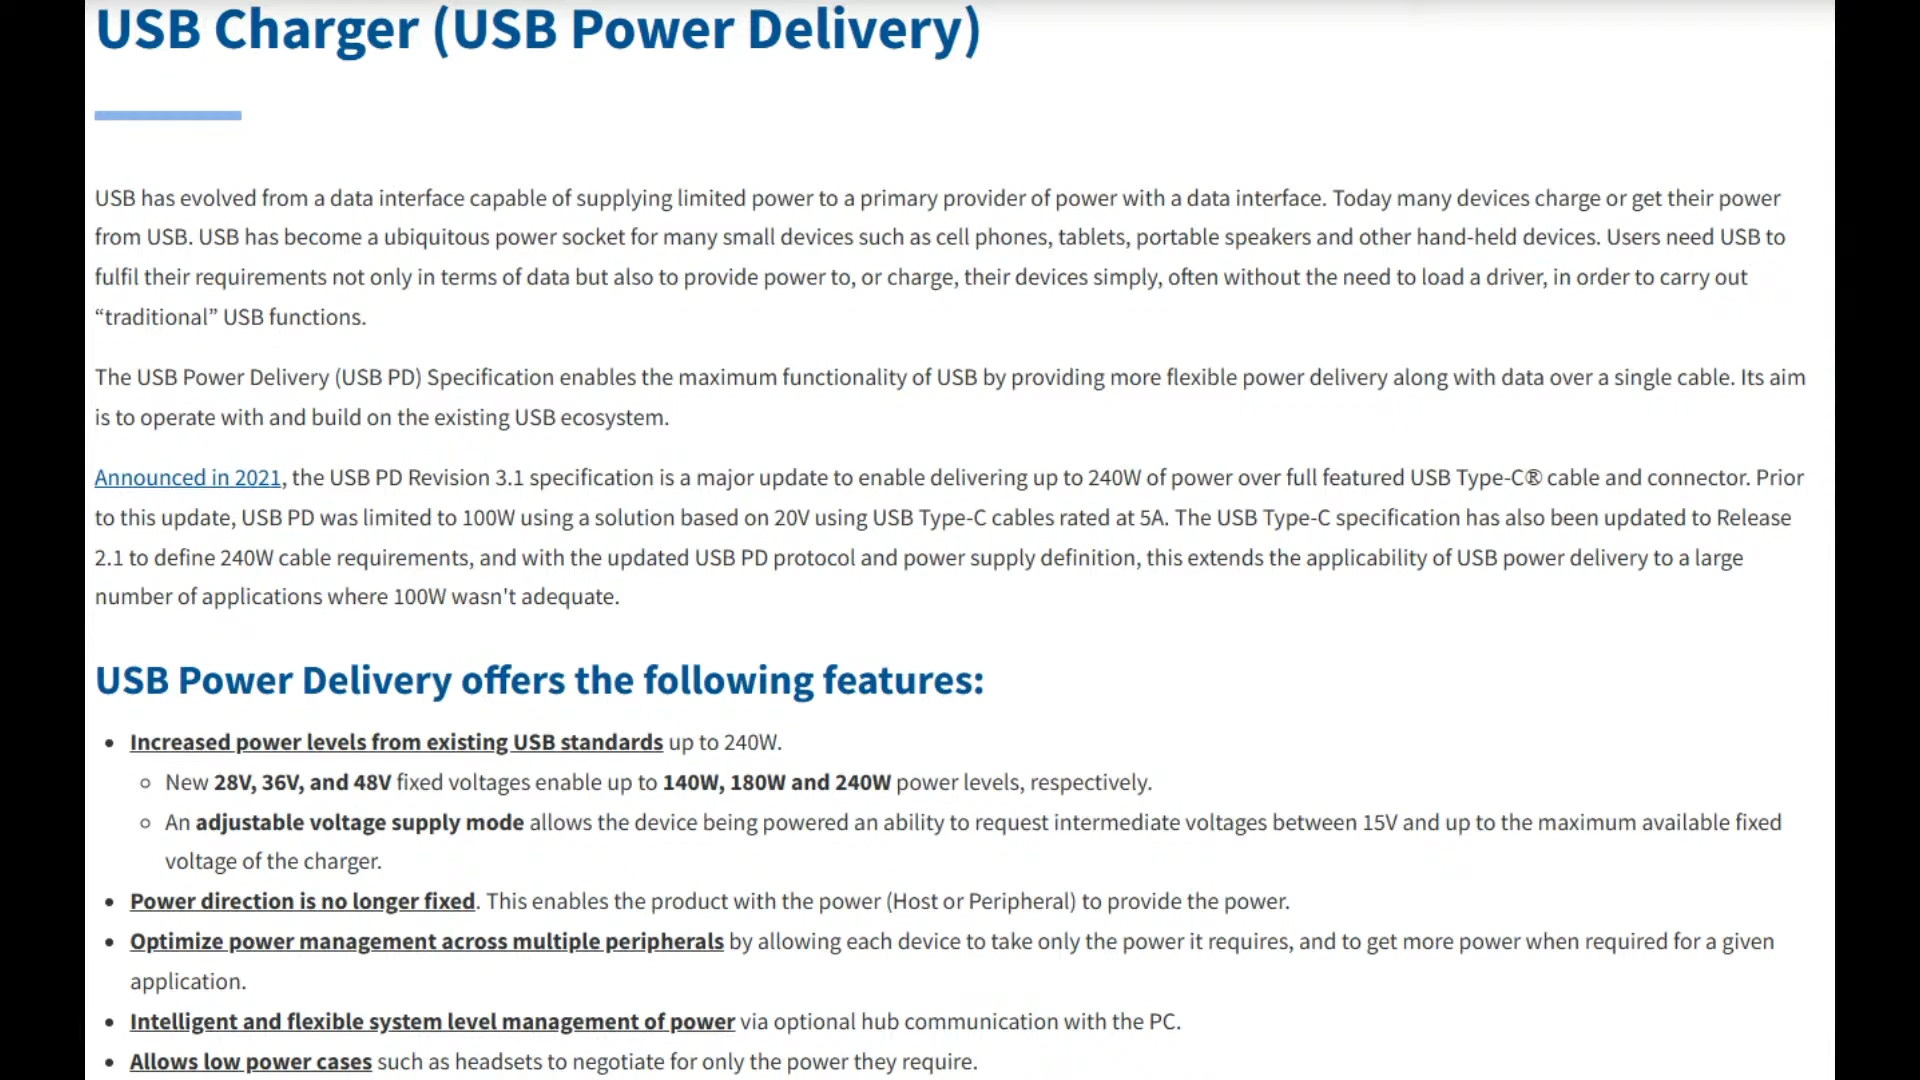 USB Charger (USB Power Delivery)
USB has evolved from a data interface capable of supplying limited power to a primary provider of power with a data interface. Today many devices charge or get their power
from USB. USB has become a ubiquitous power socket for many small devices such as cell phones, tablets, portable speakers and other hand-held devices. Users need USB to
fulfil their requirements not only in terms of data but also to provide power to, or charge, their devices simply, often without the need to load a driver, in order to carry out
“traditional” USB functions.
The USB Power Delivery (USB PD) Specification enables the maximum functionality of USB by providing more flexible power delivery along with data over a single cable. Its aim
is to operate with and build on the existing USB ecosystem.
Announced in 2021, the USB PD Revision 3.1 specification is a major update to enable delivering up to 240W of power over full featured USB Type-C® cable and connector. Prior
to this update, USB PD was limited to 100W using a solution based on 20V using USB Type-C cables rated at 5A. The USB Type-C specification has also been updated to Release
2.1 to define 240W cable requirements, and with the updated USB PD protocol and power supply definition, this extends the applicability of USB power delivery to a large
number of applications where 100W wasn't adequate.
USB Power Delivery offers the following features:
• Increased power levels from existing USB standards up to 240W.
○ New 28V, 36V, and 48V fixed voltages enable up to 140W, 180W and 240W power levels, respectively.
○ An adjustable voltage supply mode allows the device being powered an ability to request intermediate voltages between 15V and up to the maximum available fixed
voltage of the charger.
• Power direction is no longer fixed. This enables the product with the power (Host or Peripheral) to provide the power.
• Optimize power management across multiple peripherals by allowing each device to take only the power it requires, and to get more power when required for a given
application.
• Intelligent and flexible system level management of power via optional hub communication with the PC.
• Allows low power cases such as headsets to negotiate for only the power they require.